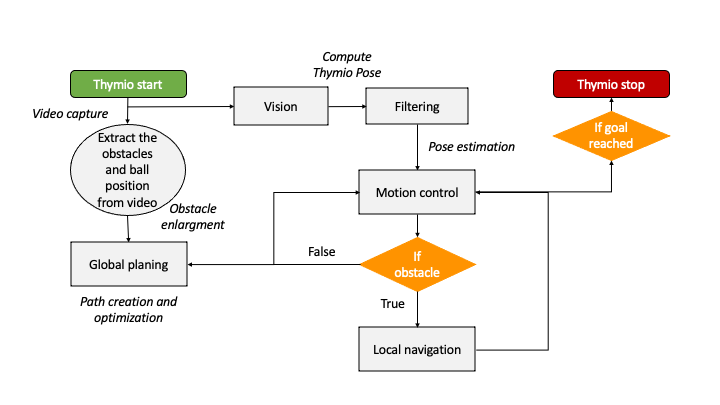 Compute
Thymio Pose
Thymio start
Thymio stop
Video capture
Vision
Filtering
If goal
reached
Extract the
obstacles
and ball
position
from video
Pose estimation
Motion control
Obstacle
enlargment
Global planing
False
If
obstacle
Path creation and
optimization
True
Local navigation